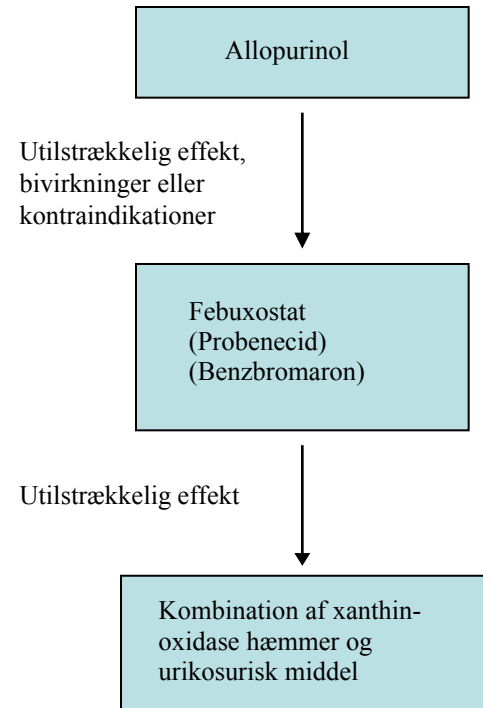 Allopurinol
Utilstrækkelig effekt,
bivirkninger eller
kontraindikationer
Febuxostat
(Probenecid)
(Benzbromaron)
Utilstrækkelig effekt
Kombination af xanthin-
oxidase hæmmer og
urikosurisk middel